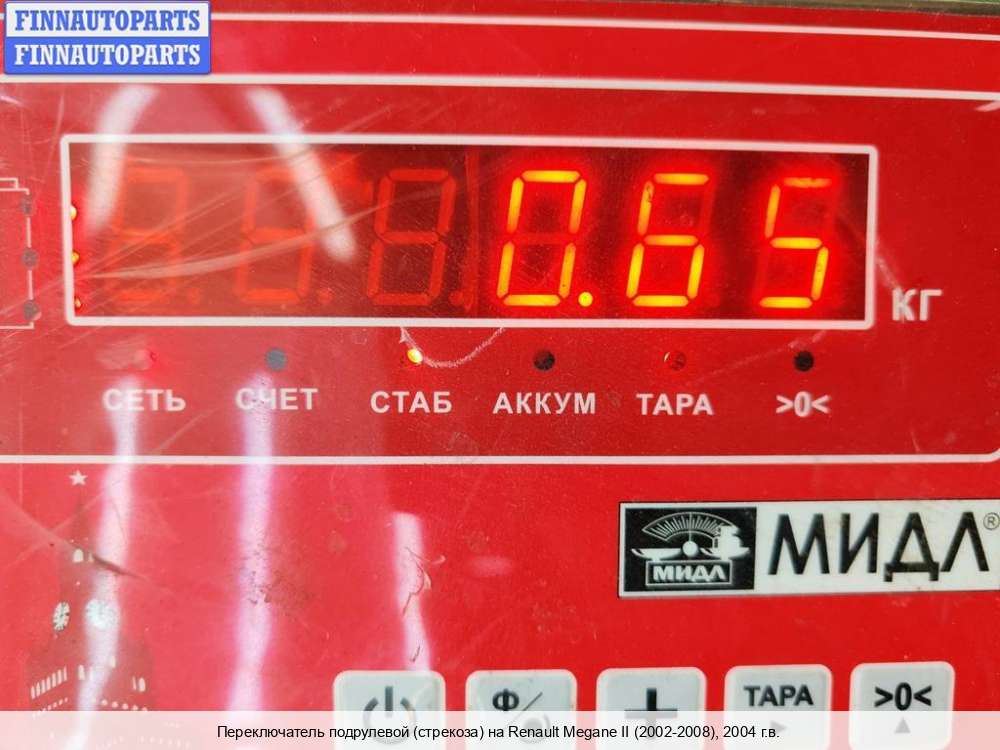 FINNAUTOPARTS
FINNAUTOPARTS
0.65
КГ
СЕТЬ СЧЕТ СТАБ АККУМ ТАРА >0<
МИДЛ
МИДЛ®
Ф/
+
ТАРА
>0<
Переключатель подрулевой (стрекоза) на Renault Megane II (2002-2008), 2004 г.в.